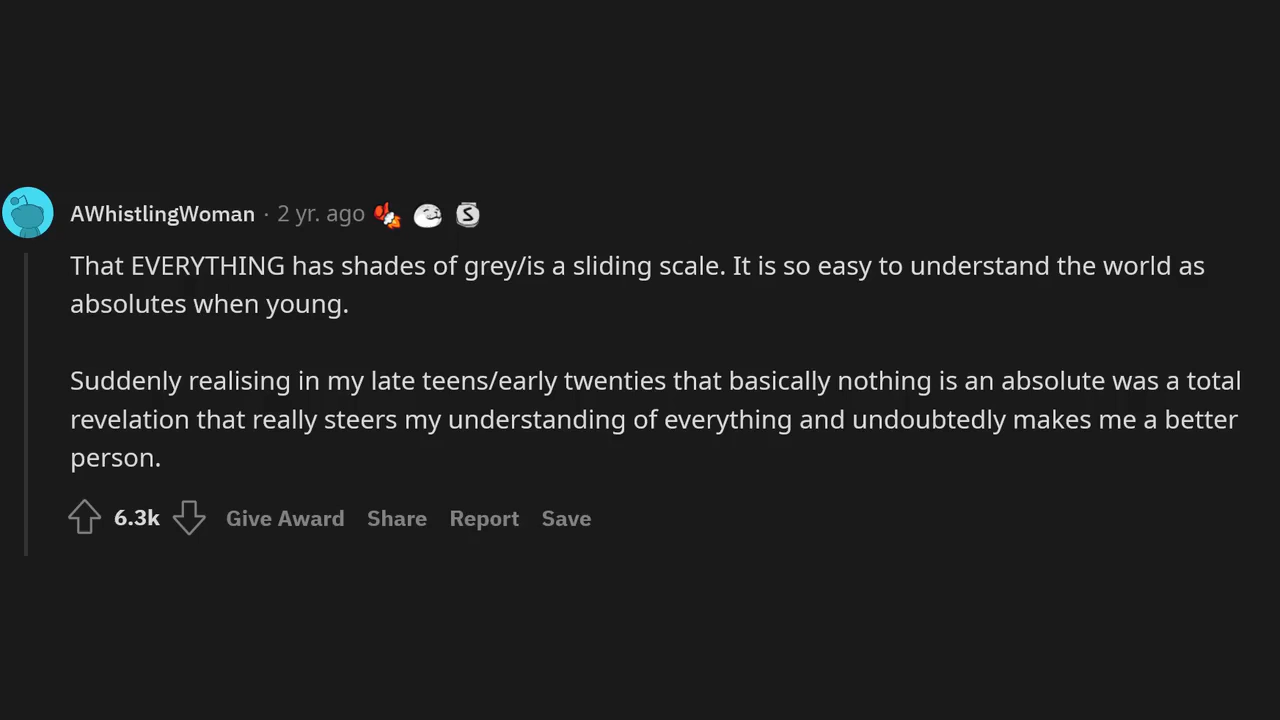 AWhistlingWoman · 2 yr. ago
That EVERYTHING has shades of grey/is a sliding scale. It is so easy to understand the world as
absolutes when young.
Suddenly realising in my late teens/early twenties that basically nothing is an absolute was a total
revelation that really steers my understanding of everything and undoubtedly makes me a better
person.
6.3k Give Award Share Report Save